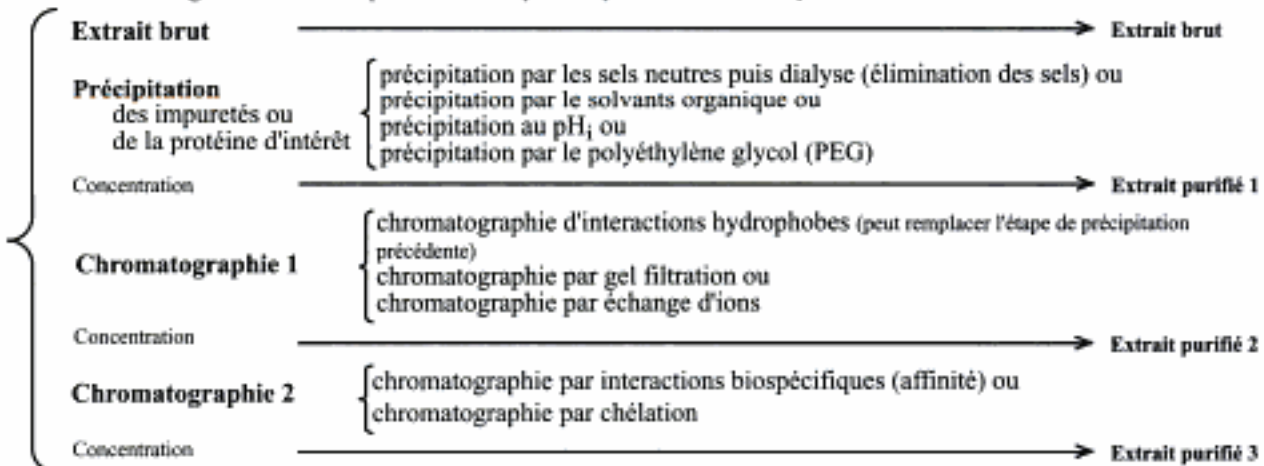 Extrait brut
Extrait brut
Précipitation
des impuretés ou
de la protéine d'intérêt
précipitation par les sels neutres puis dialyse (élimination des sels) ou
précipitation par le solvants organique ou
précipitation au pHi ou
précipitation par le polyéthylène glycol (PEG)
Concentration
Extrait purifié 1
Chromatographie 1
chromatographie d'interactions hydrophobes (peut remplacer l'étape de précipitation
précédente)
chromatographie par gel filtration ou
chromatographie par échange d'ions
Concentration
Extrait purifié 2
Chromatographie 2
chromatographie par interactions biospécifiques (affinité) ou
chromatographie par chélation
Concentration
Extrait purifié 3